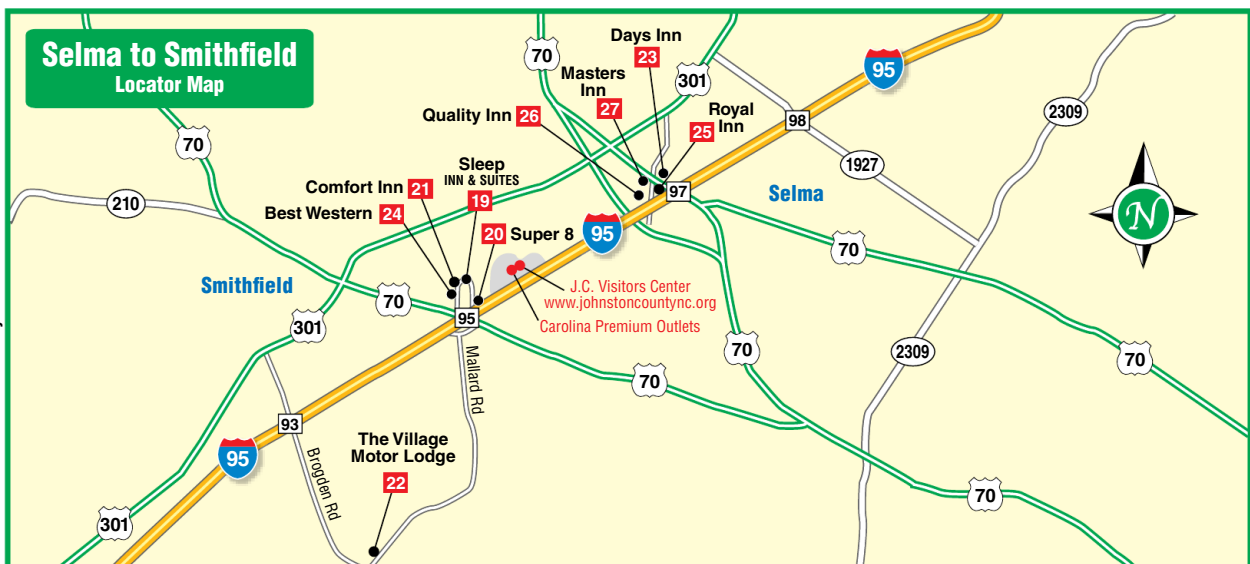 Selma to Smithfield
Locator Map
70
70
301
95
Days Inn
23
Masters
Inn
27
Quality Inn 26
Royal
Inn
25
98
2309
1927
97
Selma
N
210
Sleep
INN & SUITES
19
Comfort Inn 21
Best Western 24
20 Super 8
95
70
Smithfield
J.C. Visitors Center
www.johnstoncountync.org
Carolina Premium Outlets
70
301
95
Mallard Rd
70
70
2309
70
93
Brogden Rd
95
The Village
Motor Lodge
22
301
70